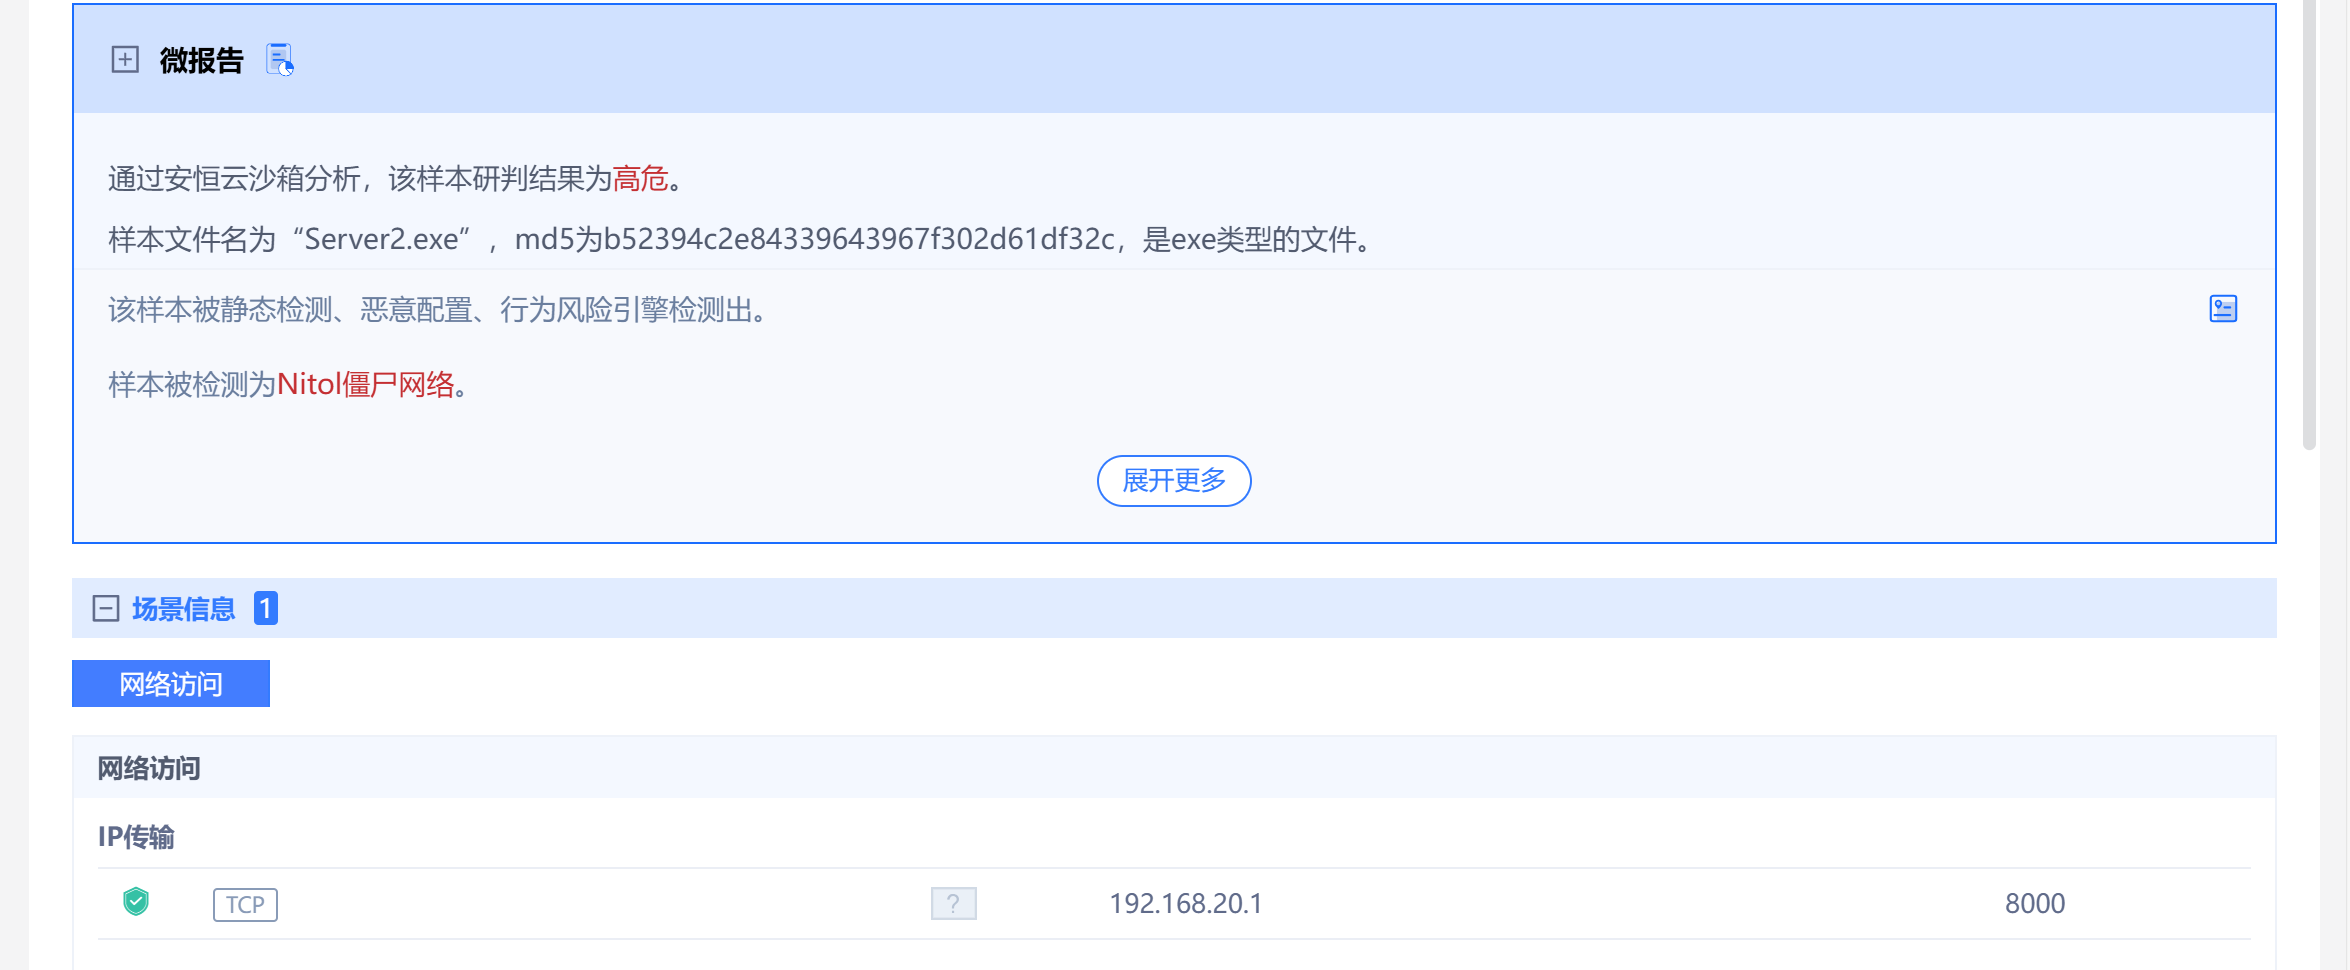 微报告
通过安恒云沙箱分析，该样本研判结果为高危。
样本文件名为“Server2.exe”，md5为b52394c2e84339643967f302d61df32c，是exe类型的文件。
该样本被静态检测、恶意配置、行为风险引擎检测出。
样本被检测为Nitol僵尸网络。
展开更多
场景信息 1
网络访问
网络访问
IP传输
TCP ? 192.168.20.1 8000